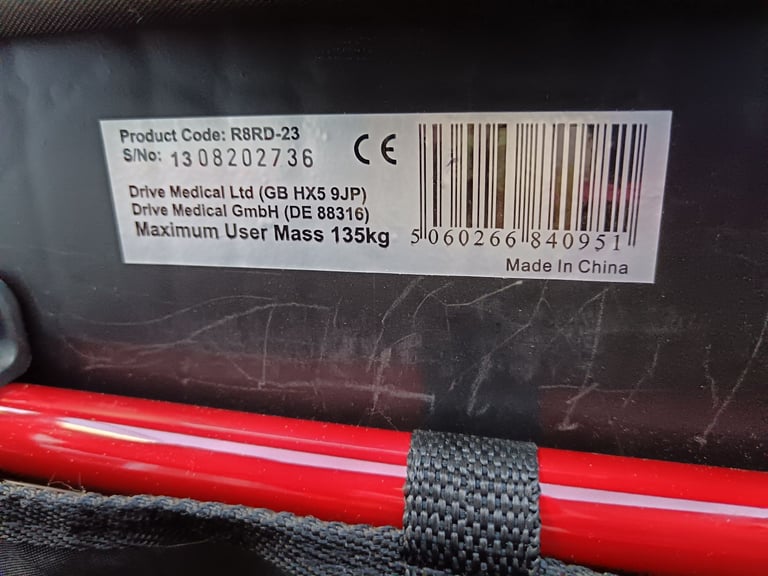 Product Code: R8RD-23
S/No: 1308202736
CE
Drive Medical Ltd (GB HX5 9JP)
Drive Medical GmbH (DE 88316)
Maximum User Mass 135kg
5 060266 840951
Made In China